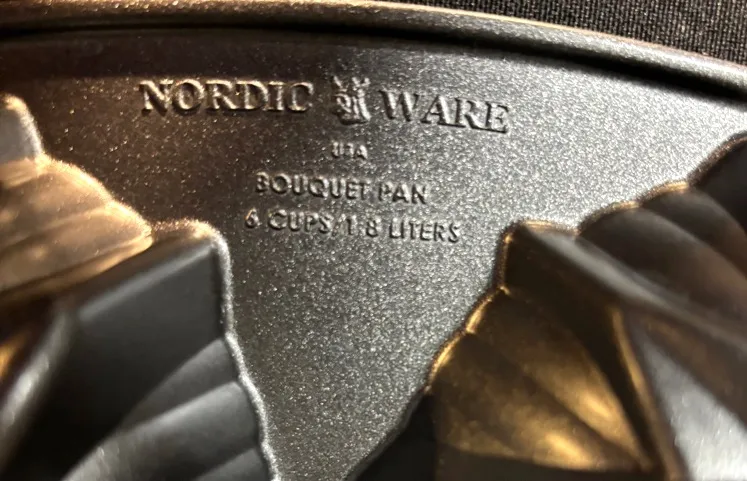 NORDIC WARE
USA
BOUQUET PAN
6 CUPS/1.8 LITERS